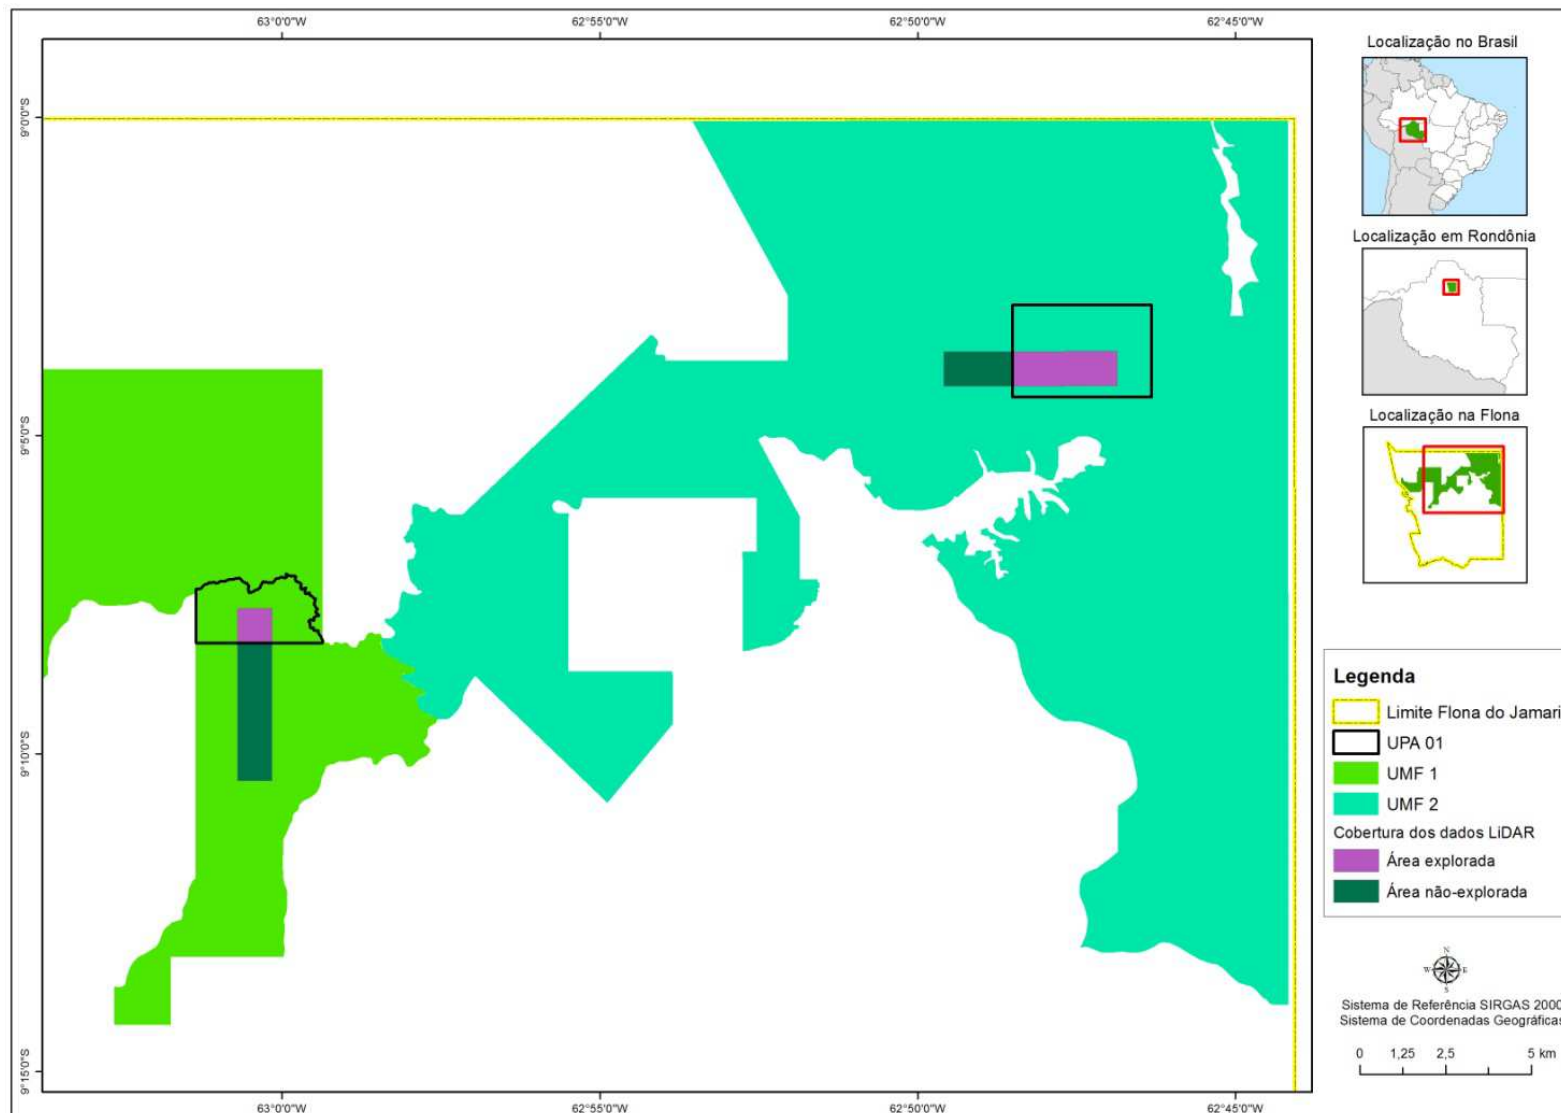 63°0'0"W 62°55'0"W 62°50'0"W 62°45'0"W
9°0'0"S
9°5'0"S
9°10'0"S
9°15'0"S
63°0'0"W 62°55'0"W 62°50'0"W 62°45'0"W
Localização no Brasil
Localização em Rondônia
Localização na Flona
Legenda
Limite Flona do Jamari
UPA 01
UMF 1
UMF 2
Cobertura dos dados LiDAR
Área explorada
Área não-explorada
N
W E
S
Sistema de Referência SIRGAS 2000
Sistema de Coordenadas Geográficas
0 1,25 2,5 5 km